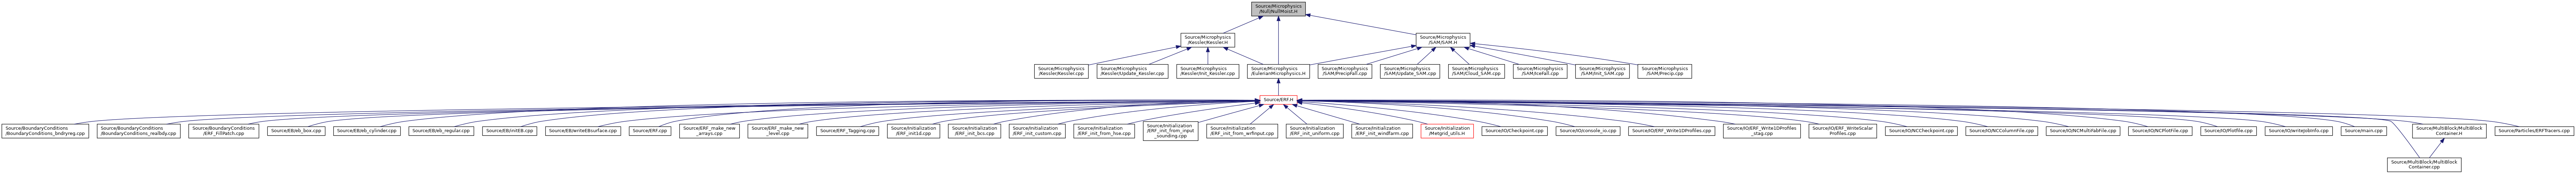 Source/Microphysics
/Null/NullMoist.H
Source/Microphysics
/Kessler/Kessler.H
Source/Microphysics
/SAM/SAM.H
Source/Microphysics
/Kessler/Kessler.cpp
Source/Microphysics
/Kessler/Update_Kessler.cpp
Source/Microphysics
/Kessler/Init_Kessler.cpp
Source/Microphysics
/EulerianMicrophysics.H
Source/Microphysics
/SAM/PrecipFall.cpp
Source/Microphysics
/SAM/Update_SAM.cpp
Source/Microphysics
/SAM/Cloud_SAM.cpp
Source/Microphysics
/SAM/IceFall.cpp
Source/Microphysics
/SAM/Init_SAM.cpp
Source/Microphysics
/SAM/Precip.cpp
Source/ERF.H
Source/BoundaryConditions
/BoundaryConditions_bndryreg.cpp
Source/BoundaryConditions
/BoundaryConditions_realbdy.cpp
Source/BoundaryConditions
/ERF_FillPatch.cpp
Source/EB/eb_box.cpp
Source/EB/eb_cylinder.cpp
Source/EB/eb_regular.cpp
Source/EB/initEB.cpp
Source/EB/writeEBsurface.cpp
Source/ERF.cpp
Source/ERF_make_new
_arrays.cpp
Source/ERF_make_new
_level.cpp
Source/ERF_Tagging.cpp
Source/Initialization
/ERF_init1d.cpp
Source/Initialization
/ERF_init_bcs.cpp
Source/Initialization
/ERF_init_custom.cpp
Source/Initialization
/ERF_init_from_hse.cpp
Source/Initialization
/ERF_init_from_input
_sounding.cpp
Source/Initialization
/ERF_init_from_wrfinput.cpp
Source/Initialization
/ERF_init_uniform.cpp
Source/Initialization
/ERF_init_windfarm.cpp
Source/Initialization
/Metgrid_utils.H
Source/IO/Checkpoint.cpp
Source/IO/console_io.cpp
Source/IO/ERF_Write1DProfiles.cpp
Source/IO/ERF_Write1DProfiles
_stag.cpp
Source/IO/ERF_WriteScalar
Profiles.cpp
Source/IO/NCCheckpoint.cpp
Source/IO/NCColumnFile.cpp
Source/IO/NCMultiFabFile.cpp
Source/IO/NCPlotFile.cpp
Source/IO/Plotfile.cpp
Source/IO/writeJobInfo.cpp
Source/main.cpp
Source/MultiBlock/MultiBlock
Container.H
Source/Particles/ERFTracers.cpp
Source/MultiBlock/MultiBlock
Container.cpp